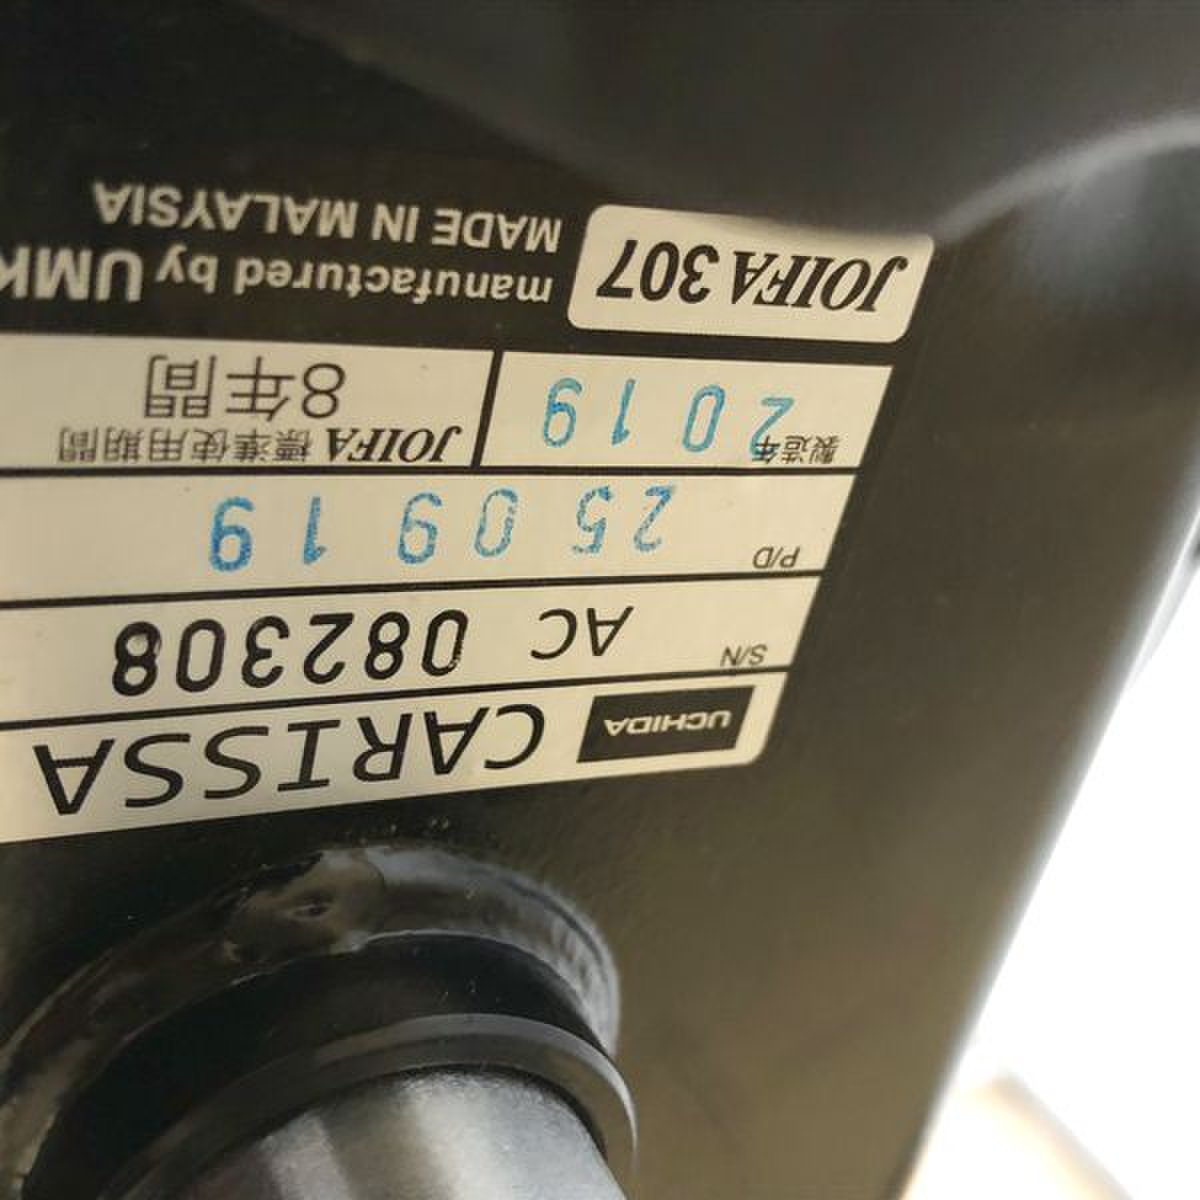 UCHIDA CARISSA
S/N AC 082308
P/D 25 09 19
製造年 2019
JOIFA 標準使用期間
8年間
JOIFA 307
manufactured by UMK
MADE IN MALAYSIA